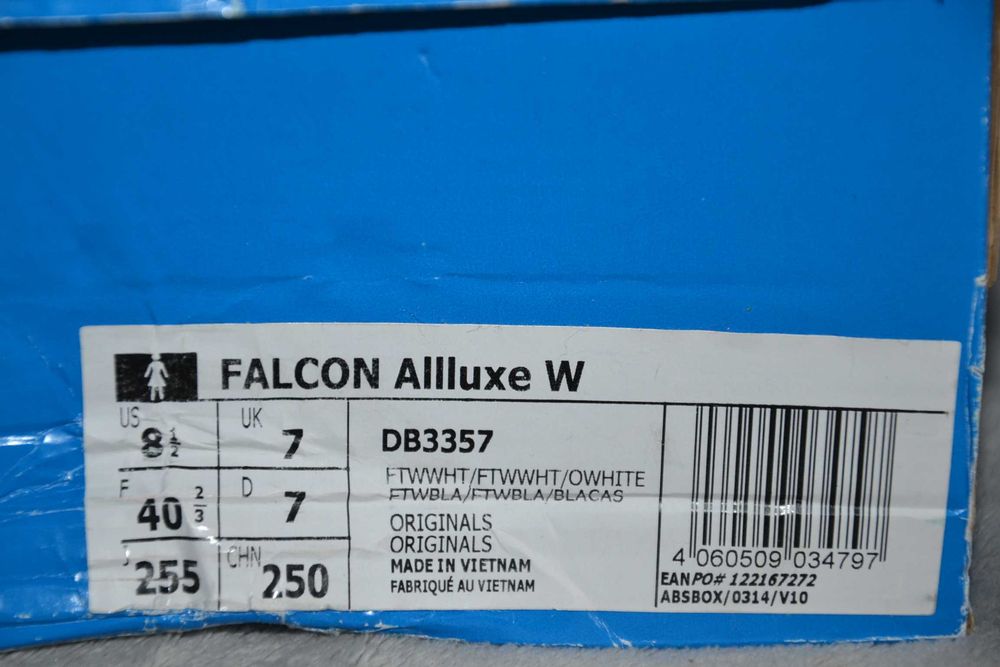 FALCON Allluxe W
US 8 1/2 UK 7
F 40 2/3 D 7
J 255 CHN 250
DB3357
FTWWHT/FTWWHT/OWHITE
FTWBLA/FTWBLA/BLACAS
ORIGINALS
ORIGINALS
MADE IN VIETNAM
FABRIQUÉ AU VIETNAM
4 060509 034797
EAN PO# 122167272
ABSBOX/0314/V10